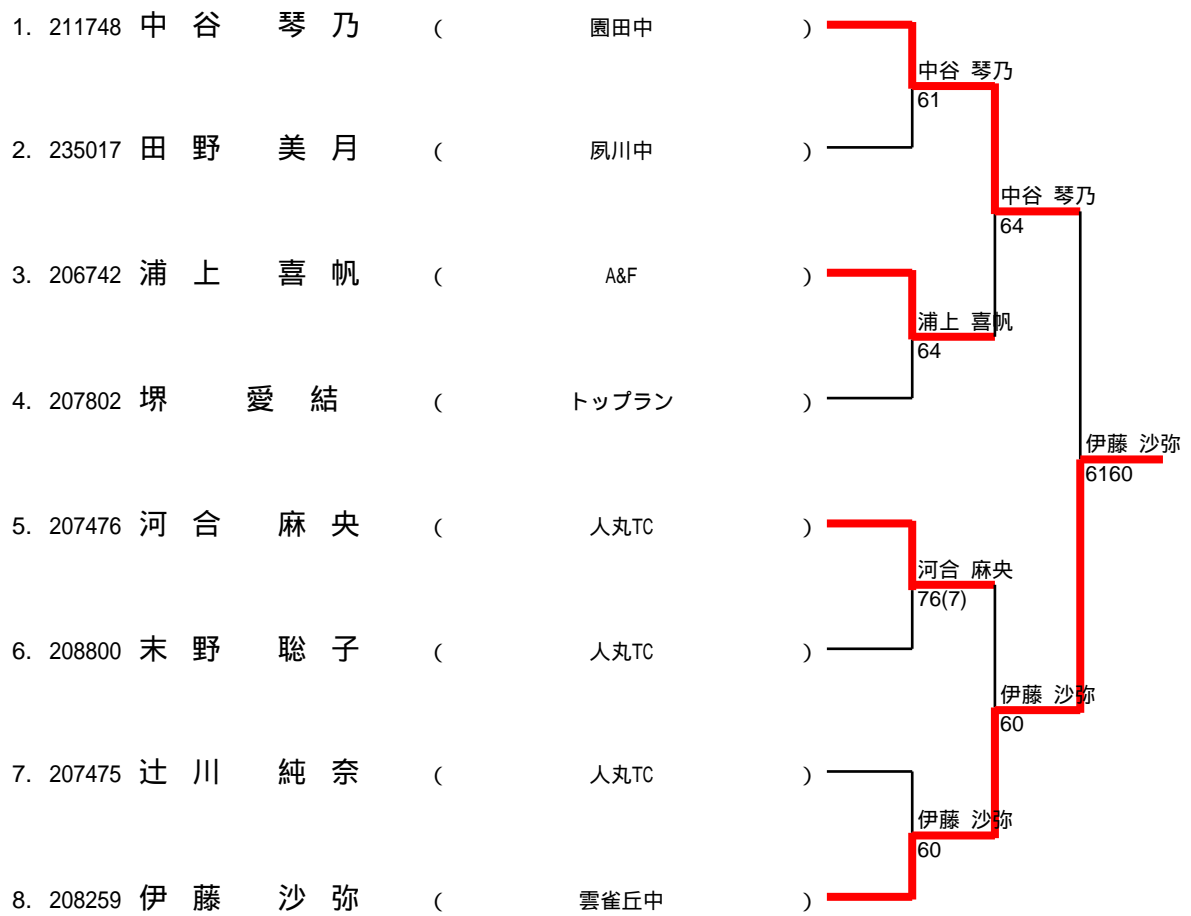 1. 211748 中 谷 琴 乃 ( 園田中 )
中谷 琴乃
61
2. 235017 田 野 美 月 ( 夙川中 )
中谷 琴乃
64
3. 206742 浦 上 喜 帆 ( A&F )
浦上 喜帆
64
4. 207802 堺 愛 結 ( トップラン )
伊藤 沙弥
6160
5. 207476 河 合 麻 央 ( 人丸TC )
河合 麻央
76(7)
6. 208800 末 野 聡 子 ( 人丸TC )
伊藤 沙弥
60
7. 207475 辻 川 純 奈 ( 人丸TC )
伊藤 沙弥
60
8. 208259 伊 藤 沙 弥 ( 雲雀丘中 )